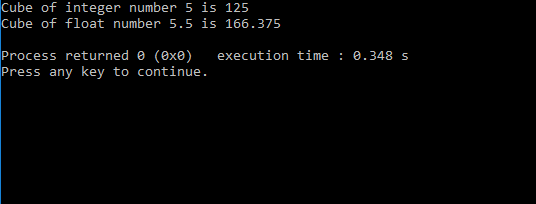 Cube of integer number 5 is 125
Cube of float number 5.5 is 166.375
Process returned 0 (0x0)   execution time : 0.348 s
Press any key to continue.